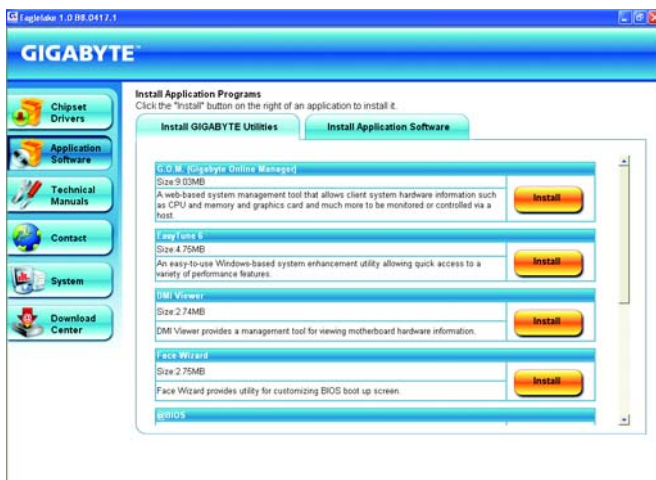 Eaglelake 1.0 B8.0417.1
GIGABYTE™
Chipset
Drivers
Application
Software
Technical
Manuals
Contact
System
Download
Center
Install Application Programs
Click the "Install" button on the right of an application to install it.
Install GIGABYTE Utilities
Install Application Software
G.O.M. (Gigabyte Online Manager)
Size:9.03MB
A web-based system management tool that allows client system hardware information such
as CPU and memory and graphics card and much more to be monitored or controlled via a
host.
Install
EasyTune 6
Size:4.75MB
An easy-to-use Windows-based system enhancement utility allowing quick access to a
variety of performance features.
Install
DMI Viewer
Size:2.74MB
DMI Viewer provides a management tool for viewing motherboard hardware information.
Install
Face Wizard
Size:2.75MB
Face Wizard provides utility for customizing BIOS boot up screen.
Install
@BIOS